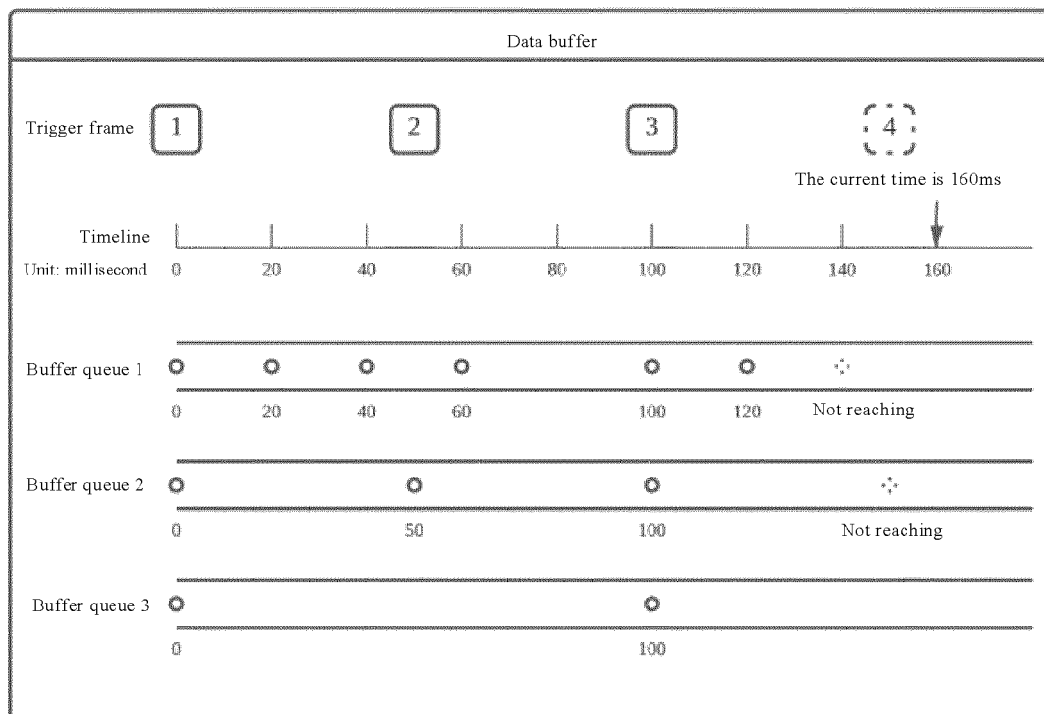 Data buffer
Trigger frame 1 2 3 4
The current time is 160ms
Timeline
Unit: millisecond 0 20 40 60 80 100 120 140 160
Buffer queue 1
0 20 40 60 100 120 Not reaching
Buffer queue 2
0 50 100 Not reaching
Buffer queue 3
0 100